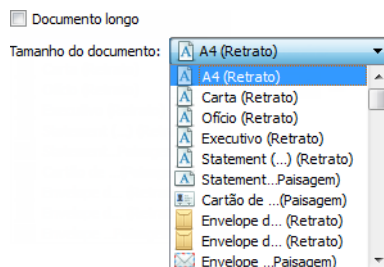 Documento longo
Tamanho do documento: A4 (Retrato)
A4 (Retrato)
Carta (Retrato)
Ofício (Retrato)
Executivo (Retrato)
Statement (...) (Retrato)
Statement...Paisagem)
Cartão de ...(Paisagem)
Envelope d... (Retrato)
Envelope d... (Retrato)
Envelope ...Paisagem)